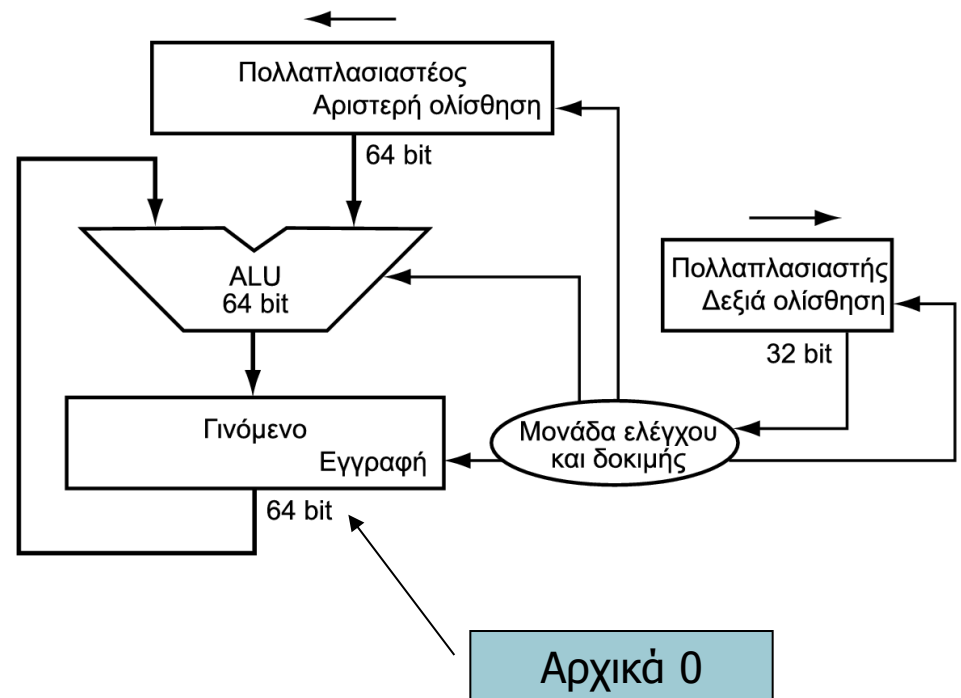 Πολλαπλασιαστέος
Αριστερή ολίσθηση
64 bit
ALU
64 bit
Πολλαπλασιαστής
Δεξιά ολίσθηση
32 bit
Γινόμενο
Εγγραφή
64 bit
Μονάδα ελέγχου
και δοκιμής
Αρχικά 0